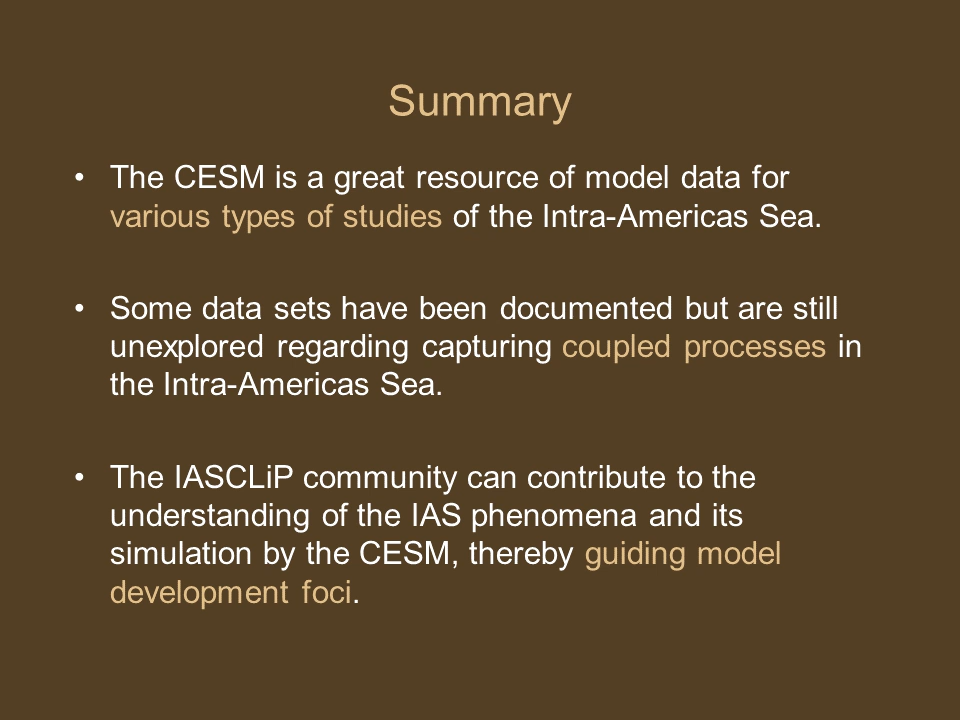 Summary
• The CESM is a great resource of model data for
various types of studies of the Intra-Americas Sea.
• Some data sets have been documented but are still
unexplored regarding capturing coupled processes in
the Intra-Americas Sea.
• The IASCLiP community can contribute to the
understanding of the IAS phenomena and its
simulation by the CESM, thereby guiding model
development foci.